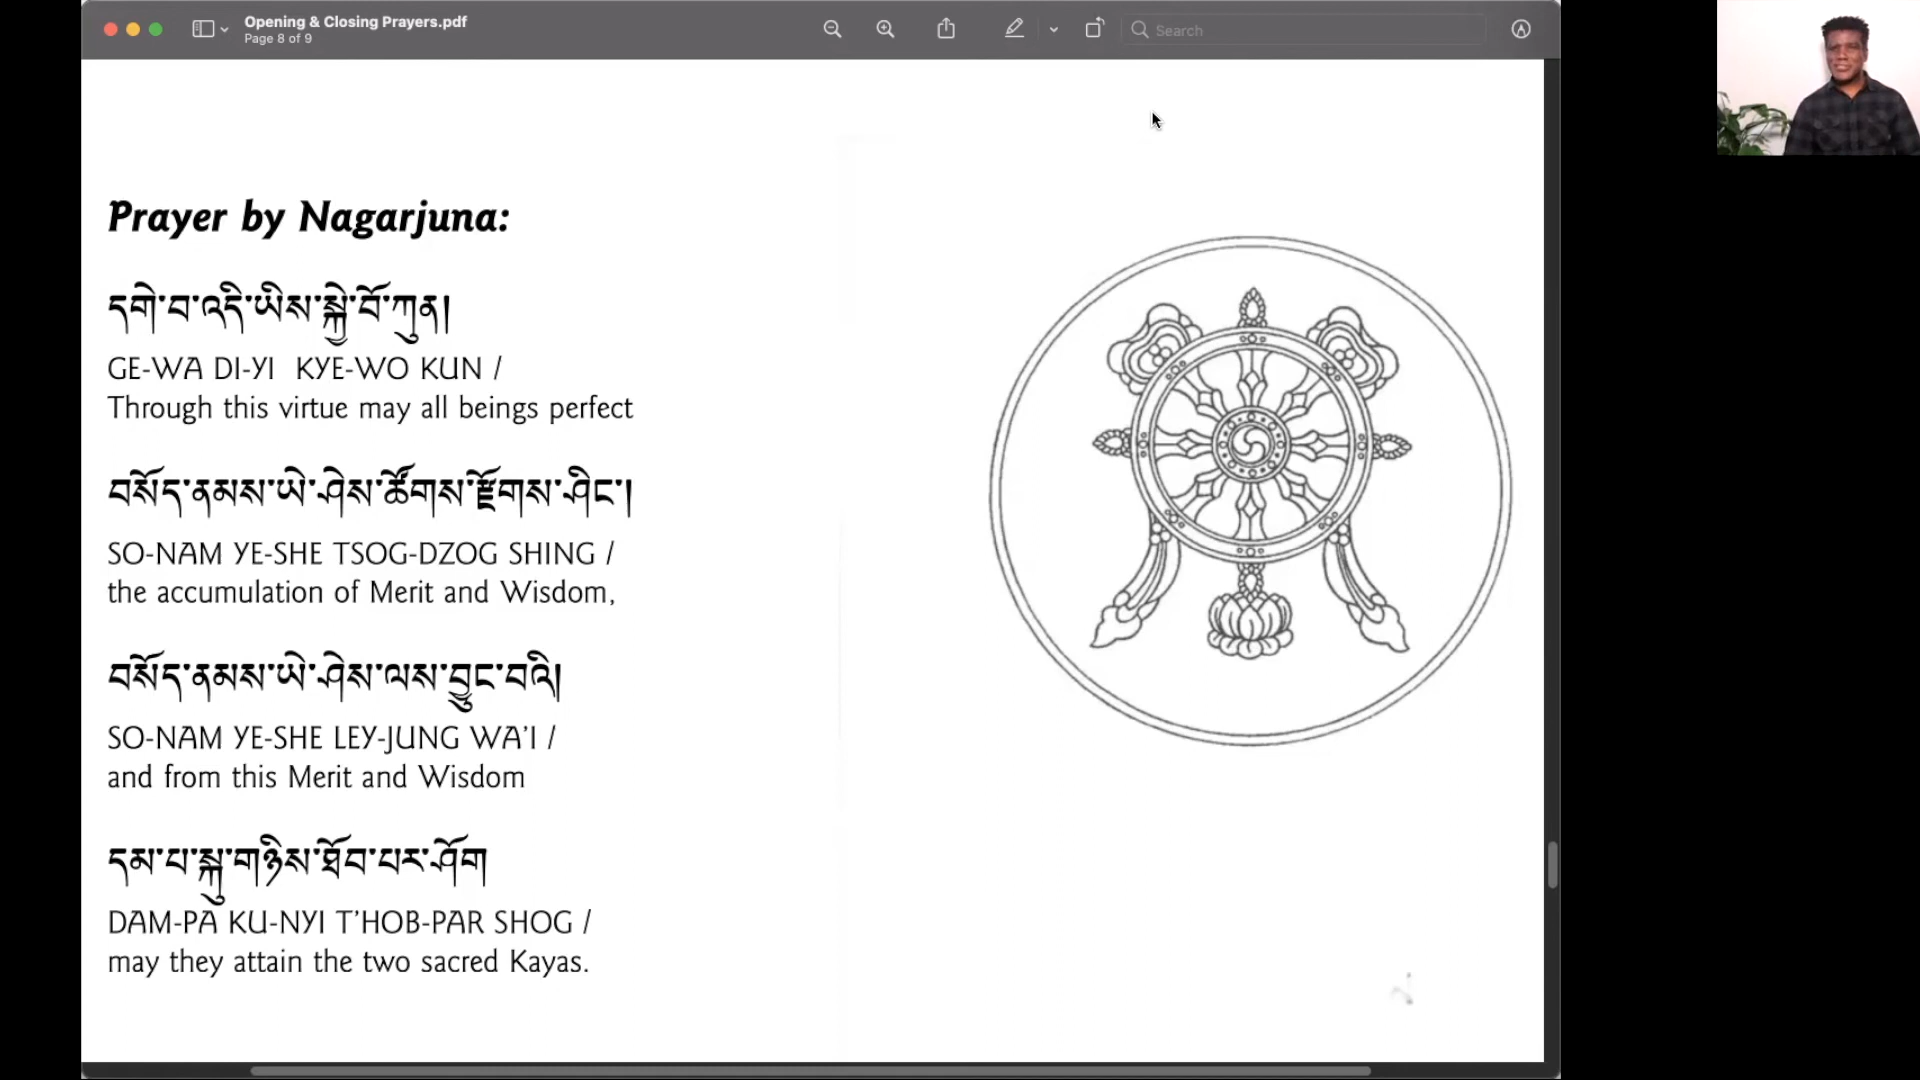 Opening & Closing Prayers.pdf
Page 8 of 9
Search
Prayer by Nagarjuna:
དགེ་བ་འདི་ཡིས་སྐྱེ་བོ་ཀུན།
GE-WA DI-YI KYE-WO KUN /
Through this virtue may all beings perfect
བསོད་ནམས་ཡེ་ཤེས་ཚོགས་རྫོགས་ཤིང་།
SO-NAM YE-SHE TSOG-DZOG SHING /
the accumulation of Merit and Wisdom,
བསོད་ནམས་ཡེ་ཤེས་ལས་བྱུང་བའི།
SO-NAM YE-SHE LEY-JUNG WA'I /
and from this Merit and Wisdom
དམ་པ་སྐུ་གཉིས་ཐོབ་པར་ཤོག
DAM-PA KU-NYI T'HOB-PAR SHOG /
may they attain the two sacred Kayas.